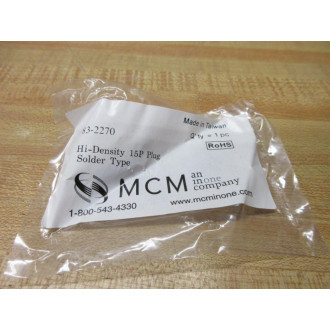 83-2270
Made in Taiwan
Hi-Density 15P Plug
Q'ty = 1 pc.
Solder Type
RoHS
MCM an inone company
1-800-543-4330
www.mcminone.com